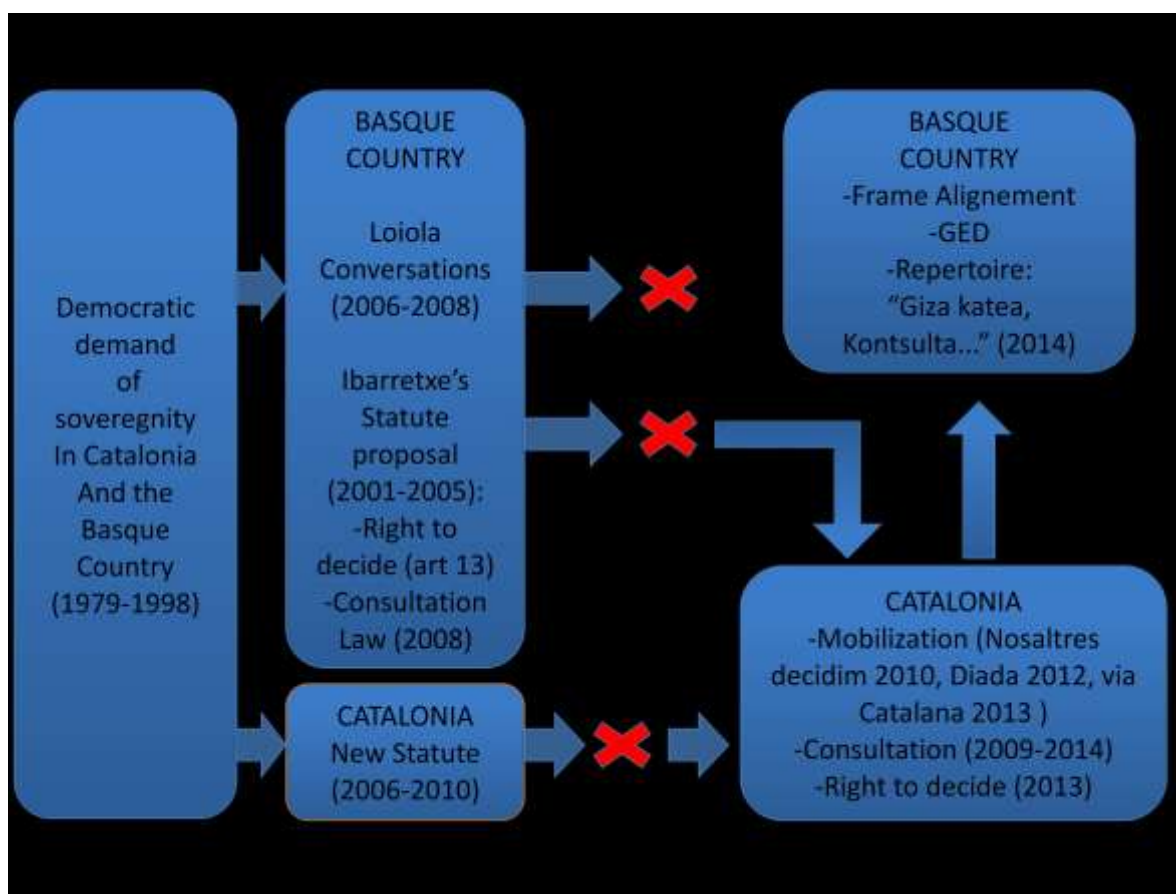 Democratic
demand
of
soveregnity
In Catalonia
And the
Basque
Country
(1979-1998)
BASQUE
COUNTRY
Loiola
Conversations
(2006-2008)
Ibarretxe's
Statute
proposal
(2001-2005):
-Right to
decide (art 13)
-Consultation
Law (2008)
CATALONIA
New Statute
(2006-2010)
BASQUE
COUNTRY
-Frame Alignement
-GED
-Repertoire:
"Giza katea,
Kontsulta..." (2014)
CATALONIA
-Mobilization (Nosaltres
decidim 2010, Diada 2012, via
Catalana 2013 )
-Consultation (2009-2014)
-Right to decide (2013)